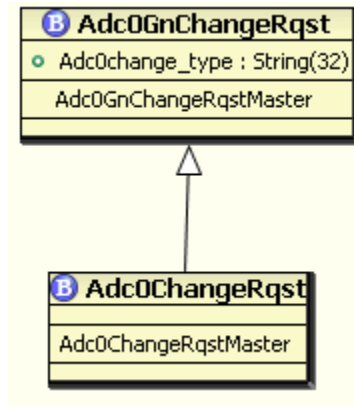 B Adc0GnChangeRqst
Adc0change_type : String(32)
Adc0GnChangeRqstMaster
B Adc0ChangeRqst
Adc0ChangeRqstMaster